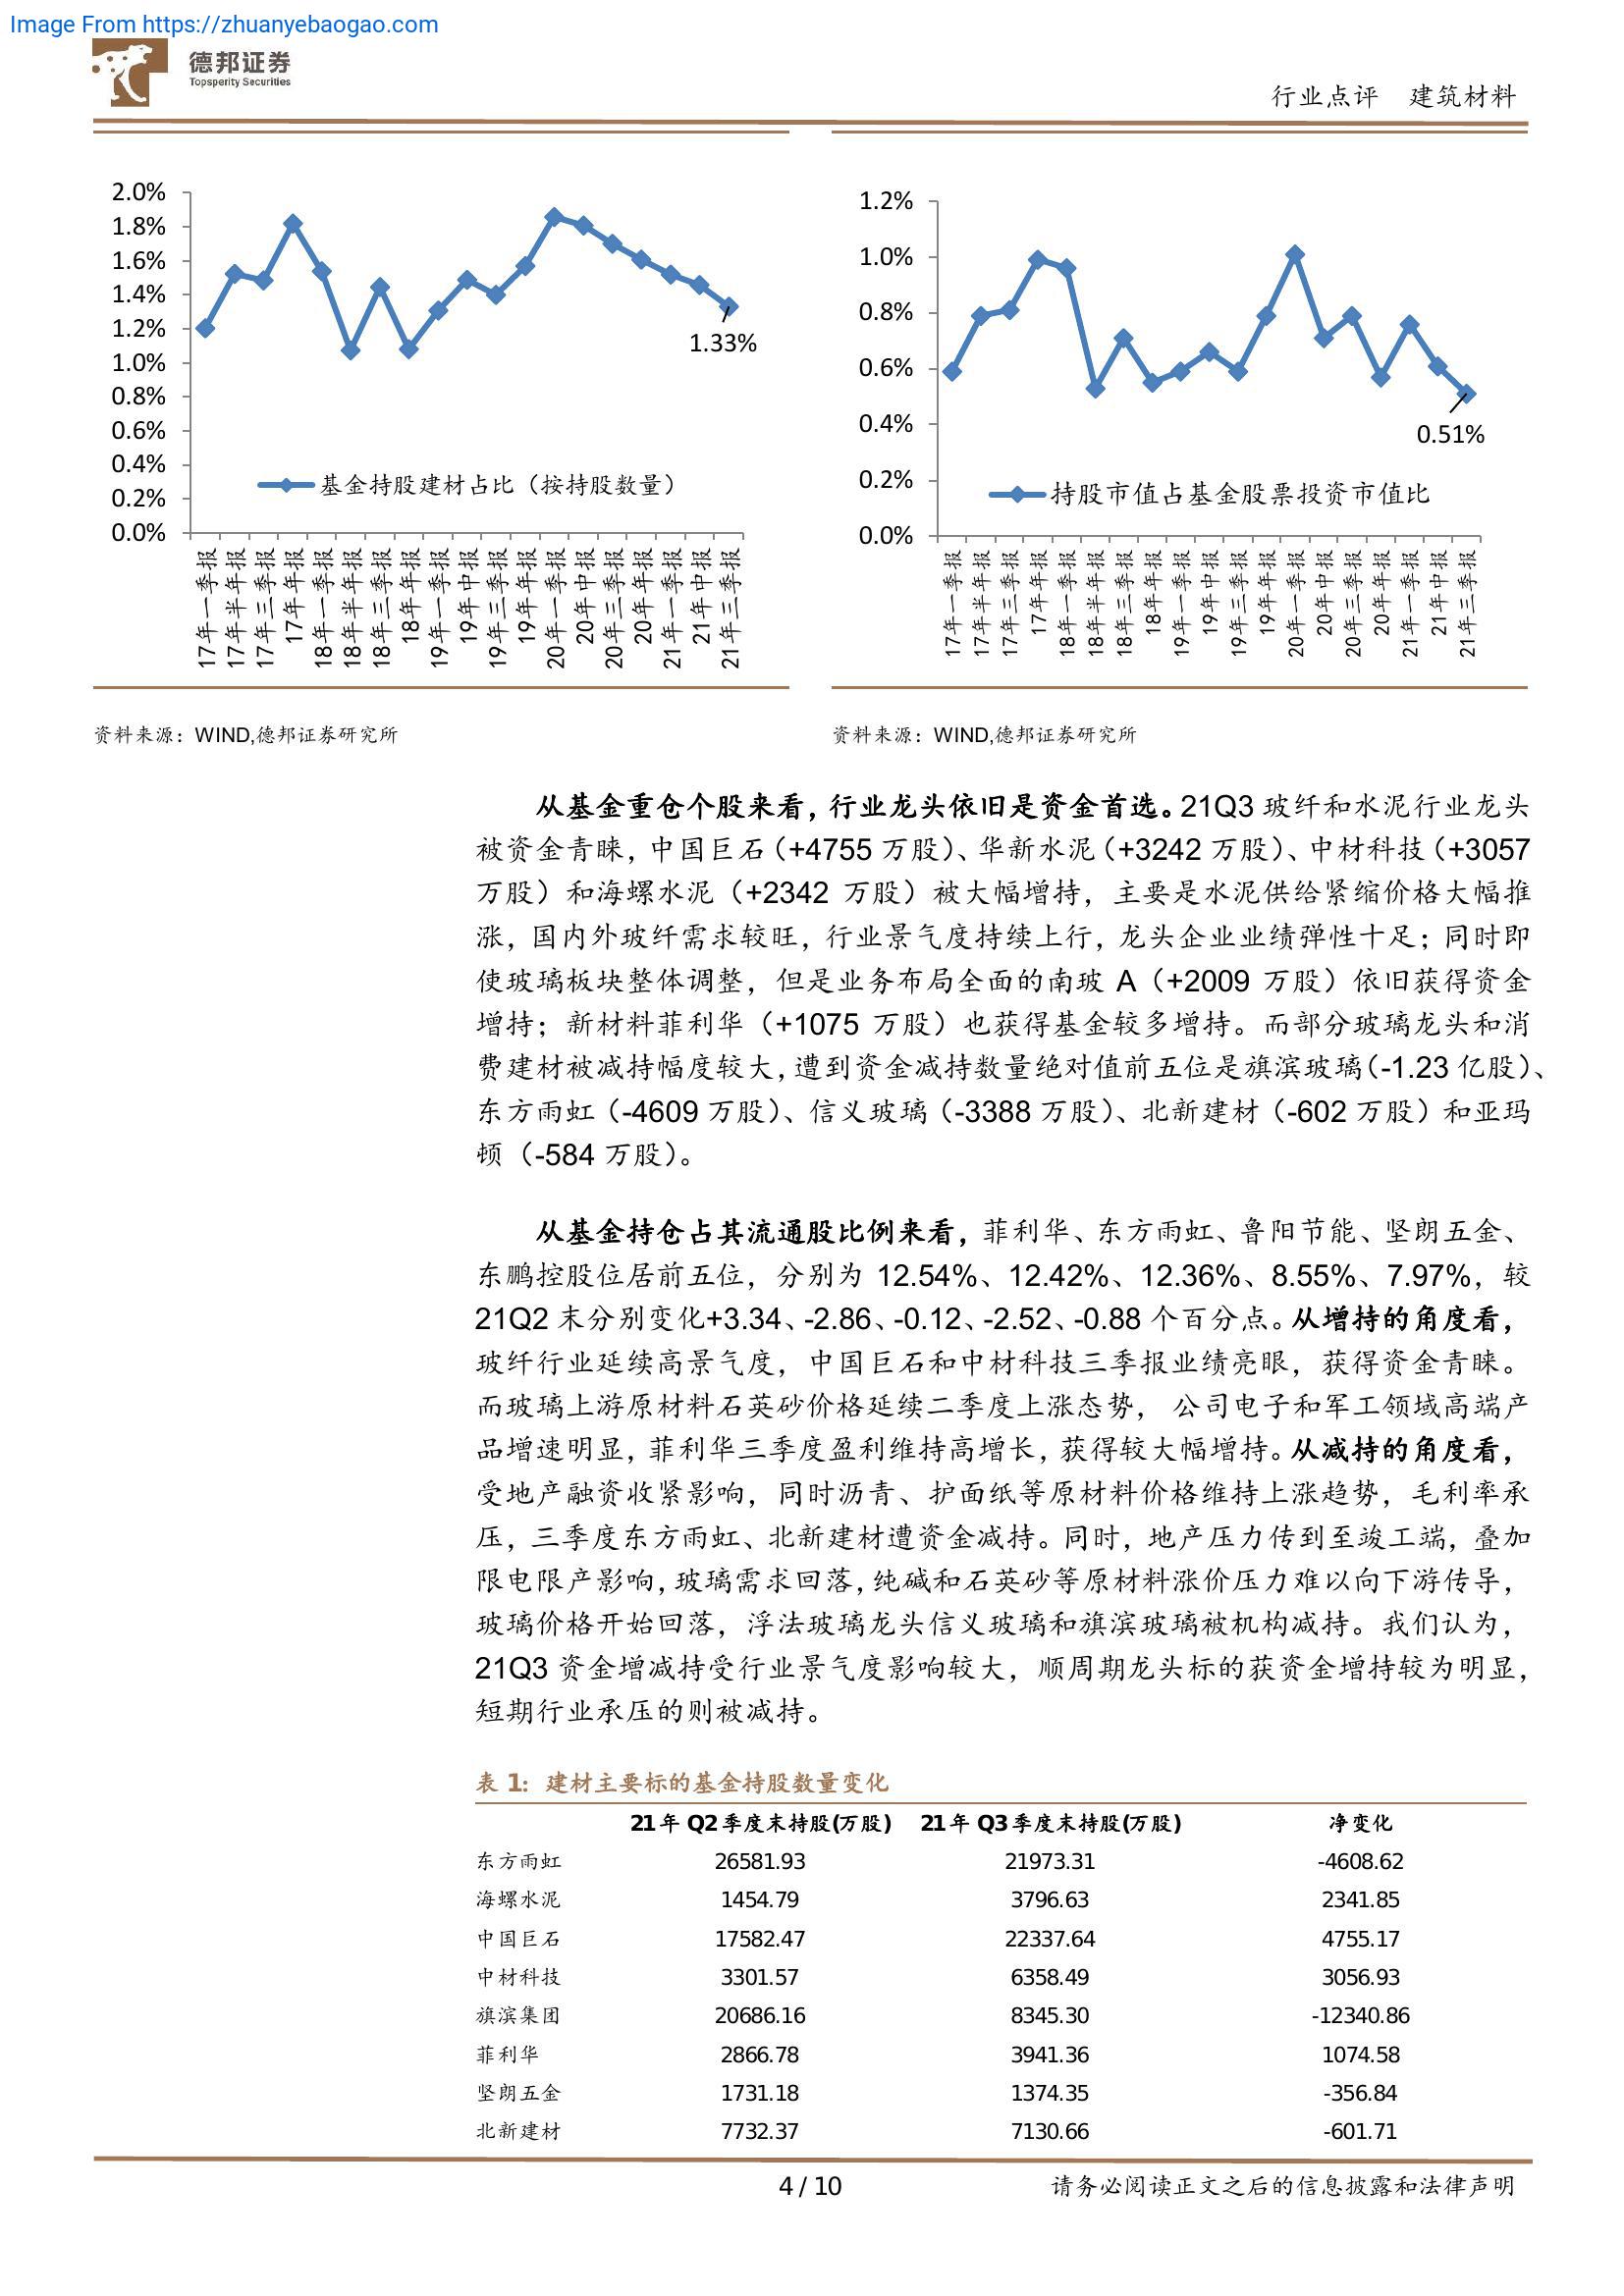 Image From https://zhuanyebaogao.com
德邦证券
Topsperity Securities
行业点评 建筑材料
2.0%
1.8%
1.6%
1.4%
1.2%
1.0%
0.8%
0.6%
0.4%
0.2%
0.0%
1.33%
基金持股建材占比（按持股数量）
17年一季报
17年半年报
17年三季报
17年年报
18年一季报
18年半年报
18年三季报
18年年报
19年一季报
19年中报
19年三季报
19年年报
20年一季报
20年中报
20年三季报
20年年报
21年一季报
21年中报
21年三季报
1.2%
1.0%
0.8%
0.6%
0.4%
0.2%
0.0%
0.51%
持股市值占基金股票投资市值比
17年一季报
17年半年报
17年三季报
17年年报
18年一季报
18年半年报
18年三季报
18年年报
19年一季报
19年中报
19年三季报
19年年报
20年一季报
20年中报
20年三季报
20年年报
21年一季报
21年中报
21年三季报
资料来源：WIND,德邦证券研究所
资料来源：WIND,德邦证券研究所
从基金重仓个股来看，行业龙头依旧是资金首选。21Q3 玻纤和水泥行业龙头
被资金青睐，中国巨石（+4755 万股）、华新水泥（+3242 万股）、中材科技（+3057
万股）和海螺水泥（+2342 万股）被大幅增持，主要是水泥供给紧缩价格大幅推
涨，国内外玻纤需求较旺，行业景气度持续上行，龙头企业业绩弹性十足；同时即
使玻璃板块整体调整，但是业务布局全面的南玻 A（+2009 万股）依旧获得资金
增持；新材料菲利华（+1075 万股）也获得基金较多增持。而部分玻璃龙头和消
费建材被减持幅度较大，遭到资金减持数量绝对值前五位是旗滨玻璃（-1.23 亿股）、
东方雨虹（-4609 万股）、信义玻璃（-3388 万股）、北新建材（-602 万股）和亚玛
顿（-584 万股）。
从基金持仓占其流通股比例来看，菲利华、东方雨虹、鲁阳节能、坚朗五金、
东鹏控股位居前五位，分别为 12.54%、12.42%、12.36%、8.55%、7.97%，较
21Q2 末分别变化+3.34、-2.86、-0.12、-2.52、-0.88 个百分点。从增持的角度看，
玻纤行业延续高景气度，中国巨石和中材科技三季报业绩亮眼，获得资金青睐。
而玻璃上游原材料石英砂价格延续二季度上涨态势， 公司电子和军工领域高端产
品增速明显，菲利华三季度盈利维持高增长，获得较大幅增持。从减持的角度看，
受地产融资收紧影响，同时沥青、护面纸等原材料价格维持上涨趋势，毛利率承
压，三季度东方雨虹、北新建材遭资金减持。同时，地产压力传到至竣工端，叠加
限电限产影响，玻璃需求回落，纯碱和石英砂等原材料涨价压力难以向下游传导，
玻璃价格开始回落，浮法玻璃龙头信义玻璃和旗滨玻璃被机构减持。我们认为，
21Q3 资金增减持受行业景气度影响较大，顺周期龙头标的获资金增持较为明显，
短期行业承压的则被减持。
表 1：建材主要标的基金持股数量变化
21年 Q2季度末持股(万股) 21年 Q3季度末持股(万股) 净变化
东方雨虹 26581.93 21973.31 -4608.62
海螺水泥 1454.79 3796.63 2341.85
中国巨石 17582.47 22337.64 4755.17
中材科技 3301.57 6358.49 3056.93
旗滨集团 20686.16 8345.30 -12340.86
菲利华 2866.78 3941.36 1074.58
坚朗五金 1731.18 1374.35 -356.84
北新建材 7732.37 7130.66 -601.71
4 / 10
请务必阅读正文之后的信息披露和法律声明